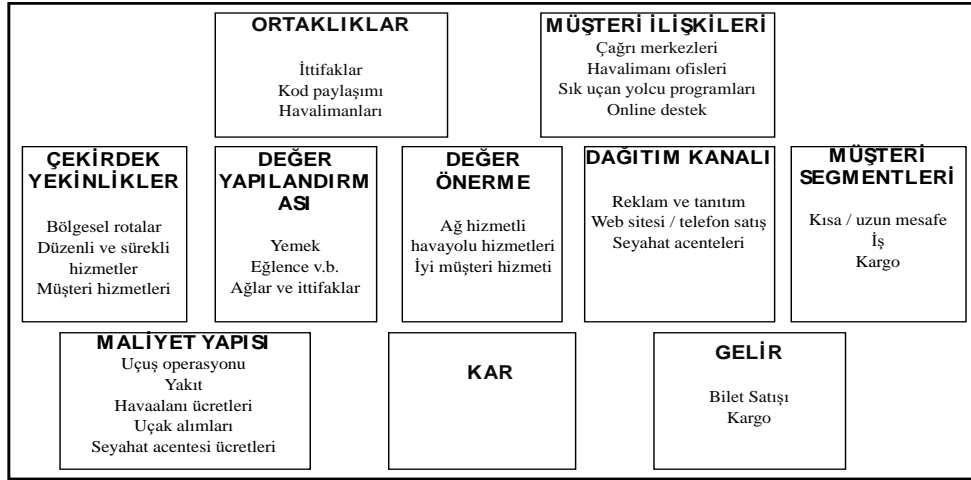 ORTAKLIKLAR
İttifaklar
Kod paylaşımı
Havalimanları
MÜŞTERİ İLİŞKİLERİ
Çağrı merkezleri
Havalimanı ofisleri
Sık uçan yolcu programları
Online destek
ÇEKİRDEK
YEKİNLİKLER
Bölgesel rotalar
Düzenli ve sürekli
hizmetler
Müşteri hizmetleri
DEĞER
YAPILANDIRM
ASI
Yemek
Eğlence v.b.
Ağlar ve ittifaklar
DEĞER
ÖNERME
Ağ hizmetli
havayolu hizmetleri
İyi müşteri hizmeti
DAĞITIM KANALI
Reklam ve tanıtım
Web sitesi / telefon satış
Seyahat acenteleri
MÜŞTERİ
SEGMENTLERİ
Kısa / uzun mesafe
İş
Kargo
MALİYET YAPISI
Uçuş operasyonu
Yakıt
Havaalanı ücretleri
Uçak alımları
Seyahat acentesi ücretleri
KAR
GELİR
Bilet Satışı
Kargo